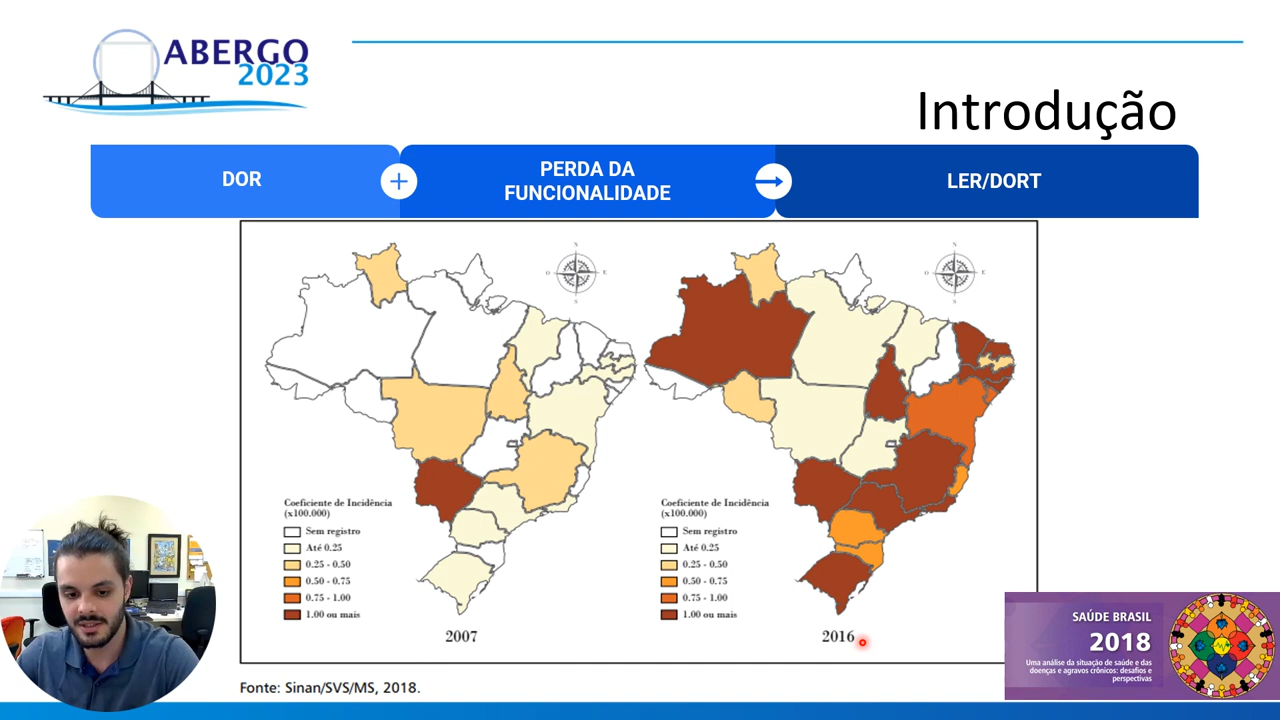 ABERGO
2023
Introdução
DOR
PERDA DA
FUNCIONALIDADE
LER/DORT
N
O
E
S
N
O
E
S
Coeficiente de Incidência
(x100.000)
Sem registro
Até 0.25
0.25 - 0.50
0.50 - 0.75
0.75 - 1.00
1.00 ou mais
2007
Coeficiente de Incidência
(x100.000)
Sem registro
Até 0.25
0.25 - 0.50
0.50 - 0.75
0.75 - 1.00
1.00 ou mais
2016
SAÚDE BRASIL
2018
Uma análise da situação de saúde e das
doenças e agravos crônicos: desafios e
perspectivas
Fonte: Sinan/SVS/MS, 2018.